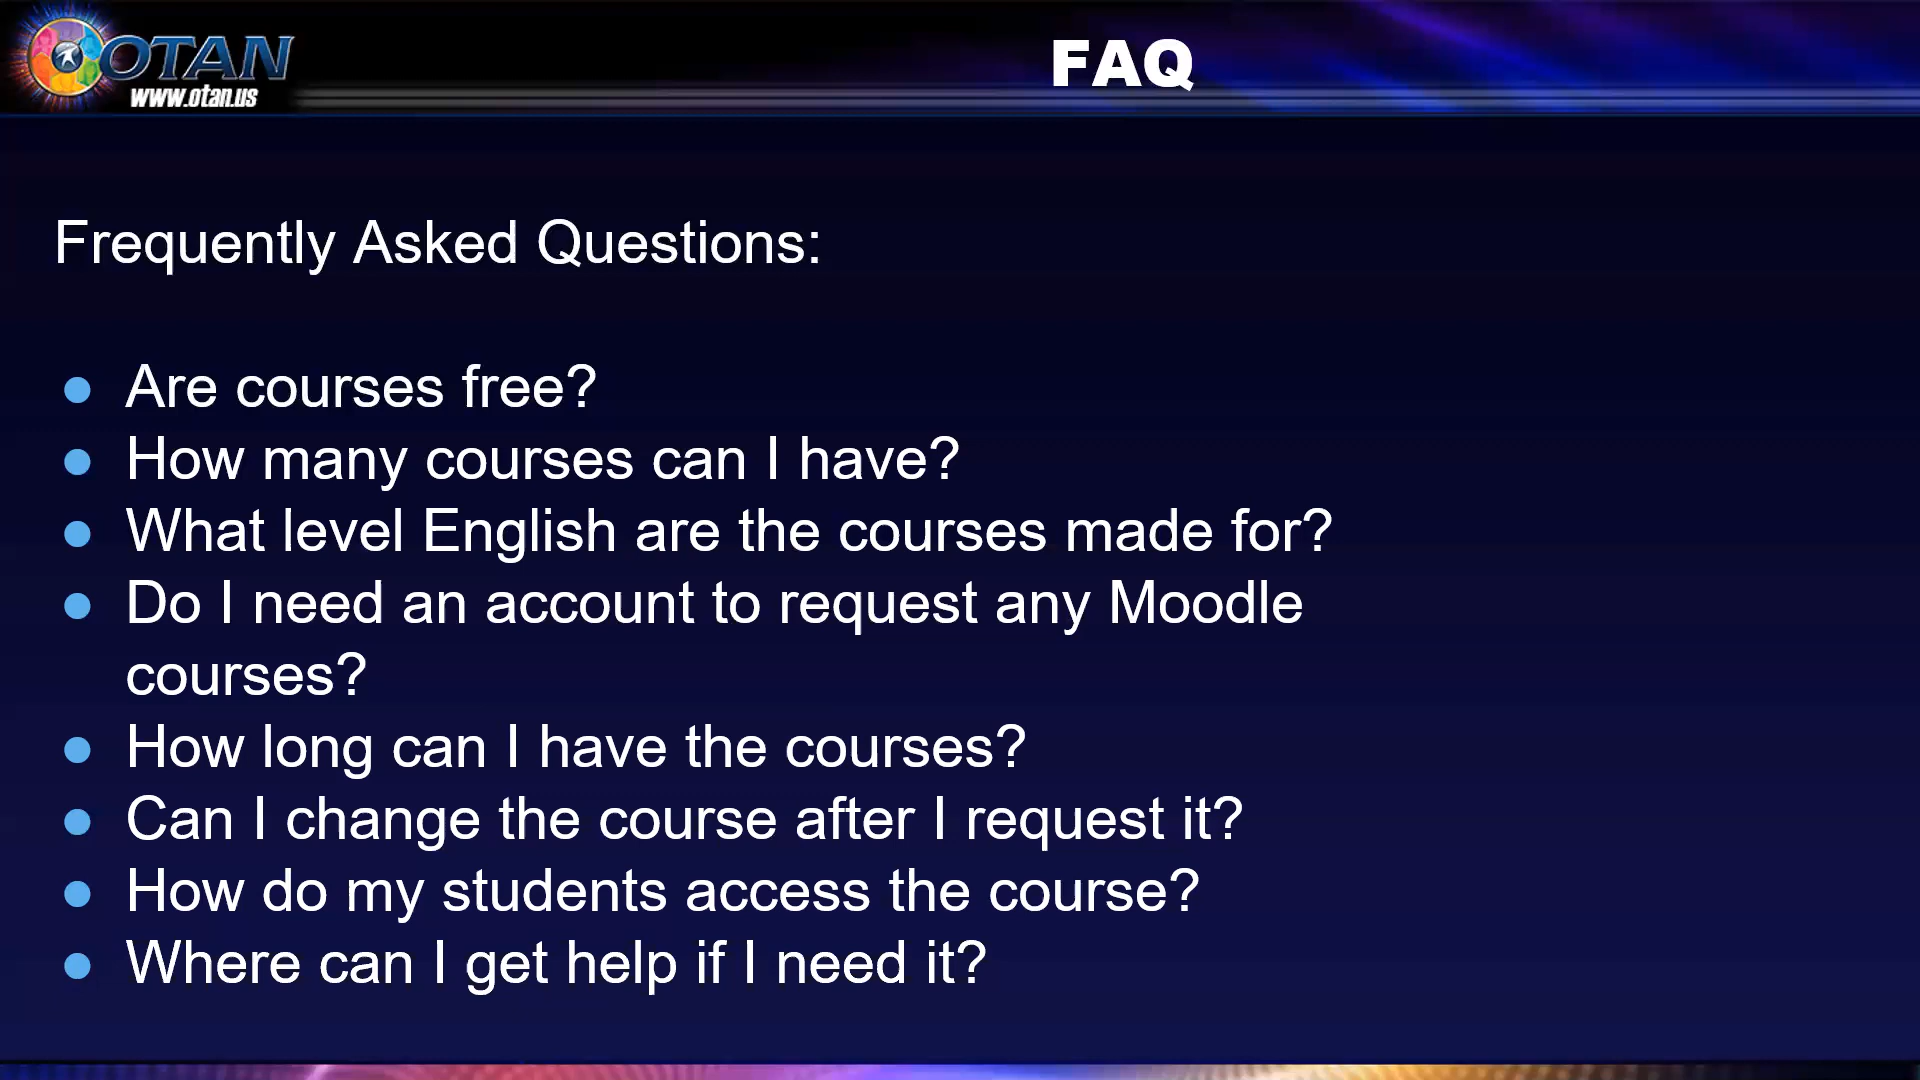 OTAN
www.otan.us
FAQ
Frequently Asked Questions:
● Are courses free?
● How many courses can I have?
● What level English are the courses made for?
● Do I need an account to request any Moodle
courses?
● How long can I have the courses?
● Can I change the course after I request it?
● How do my students access the course?
● Where can I get help if I need it?